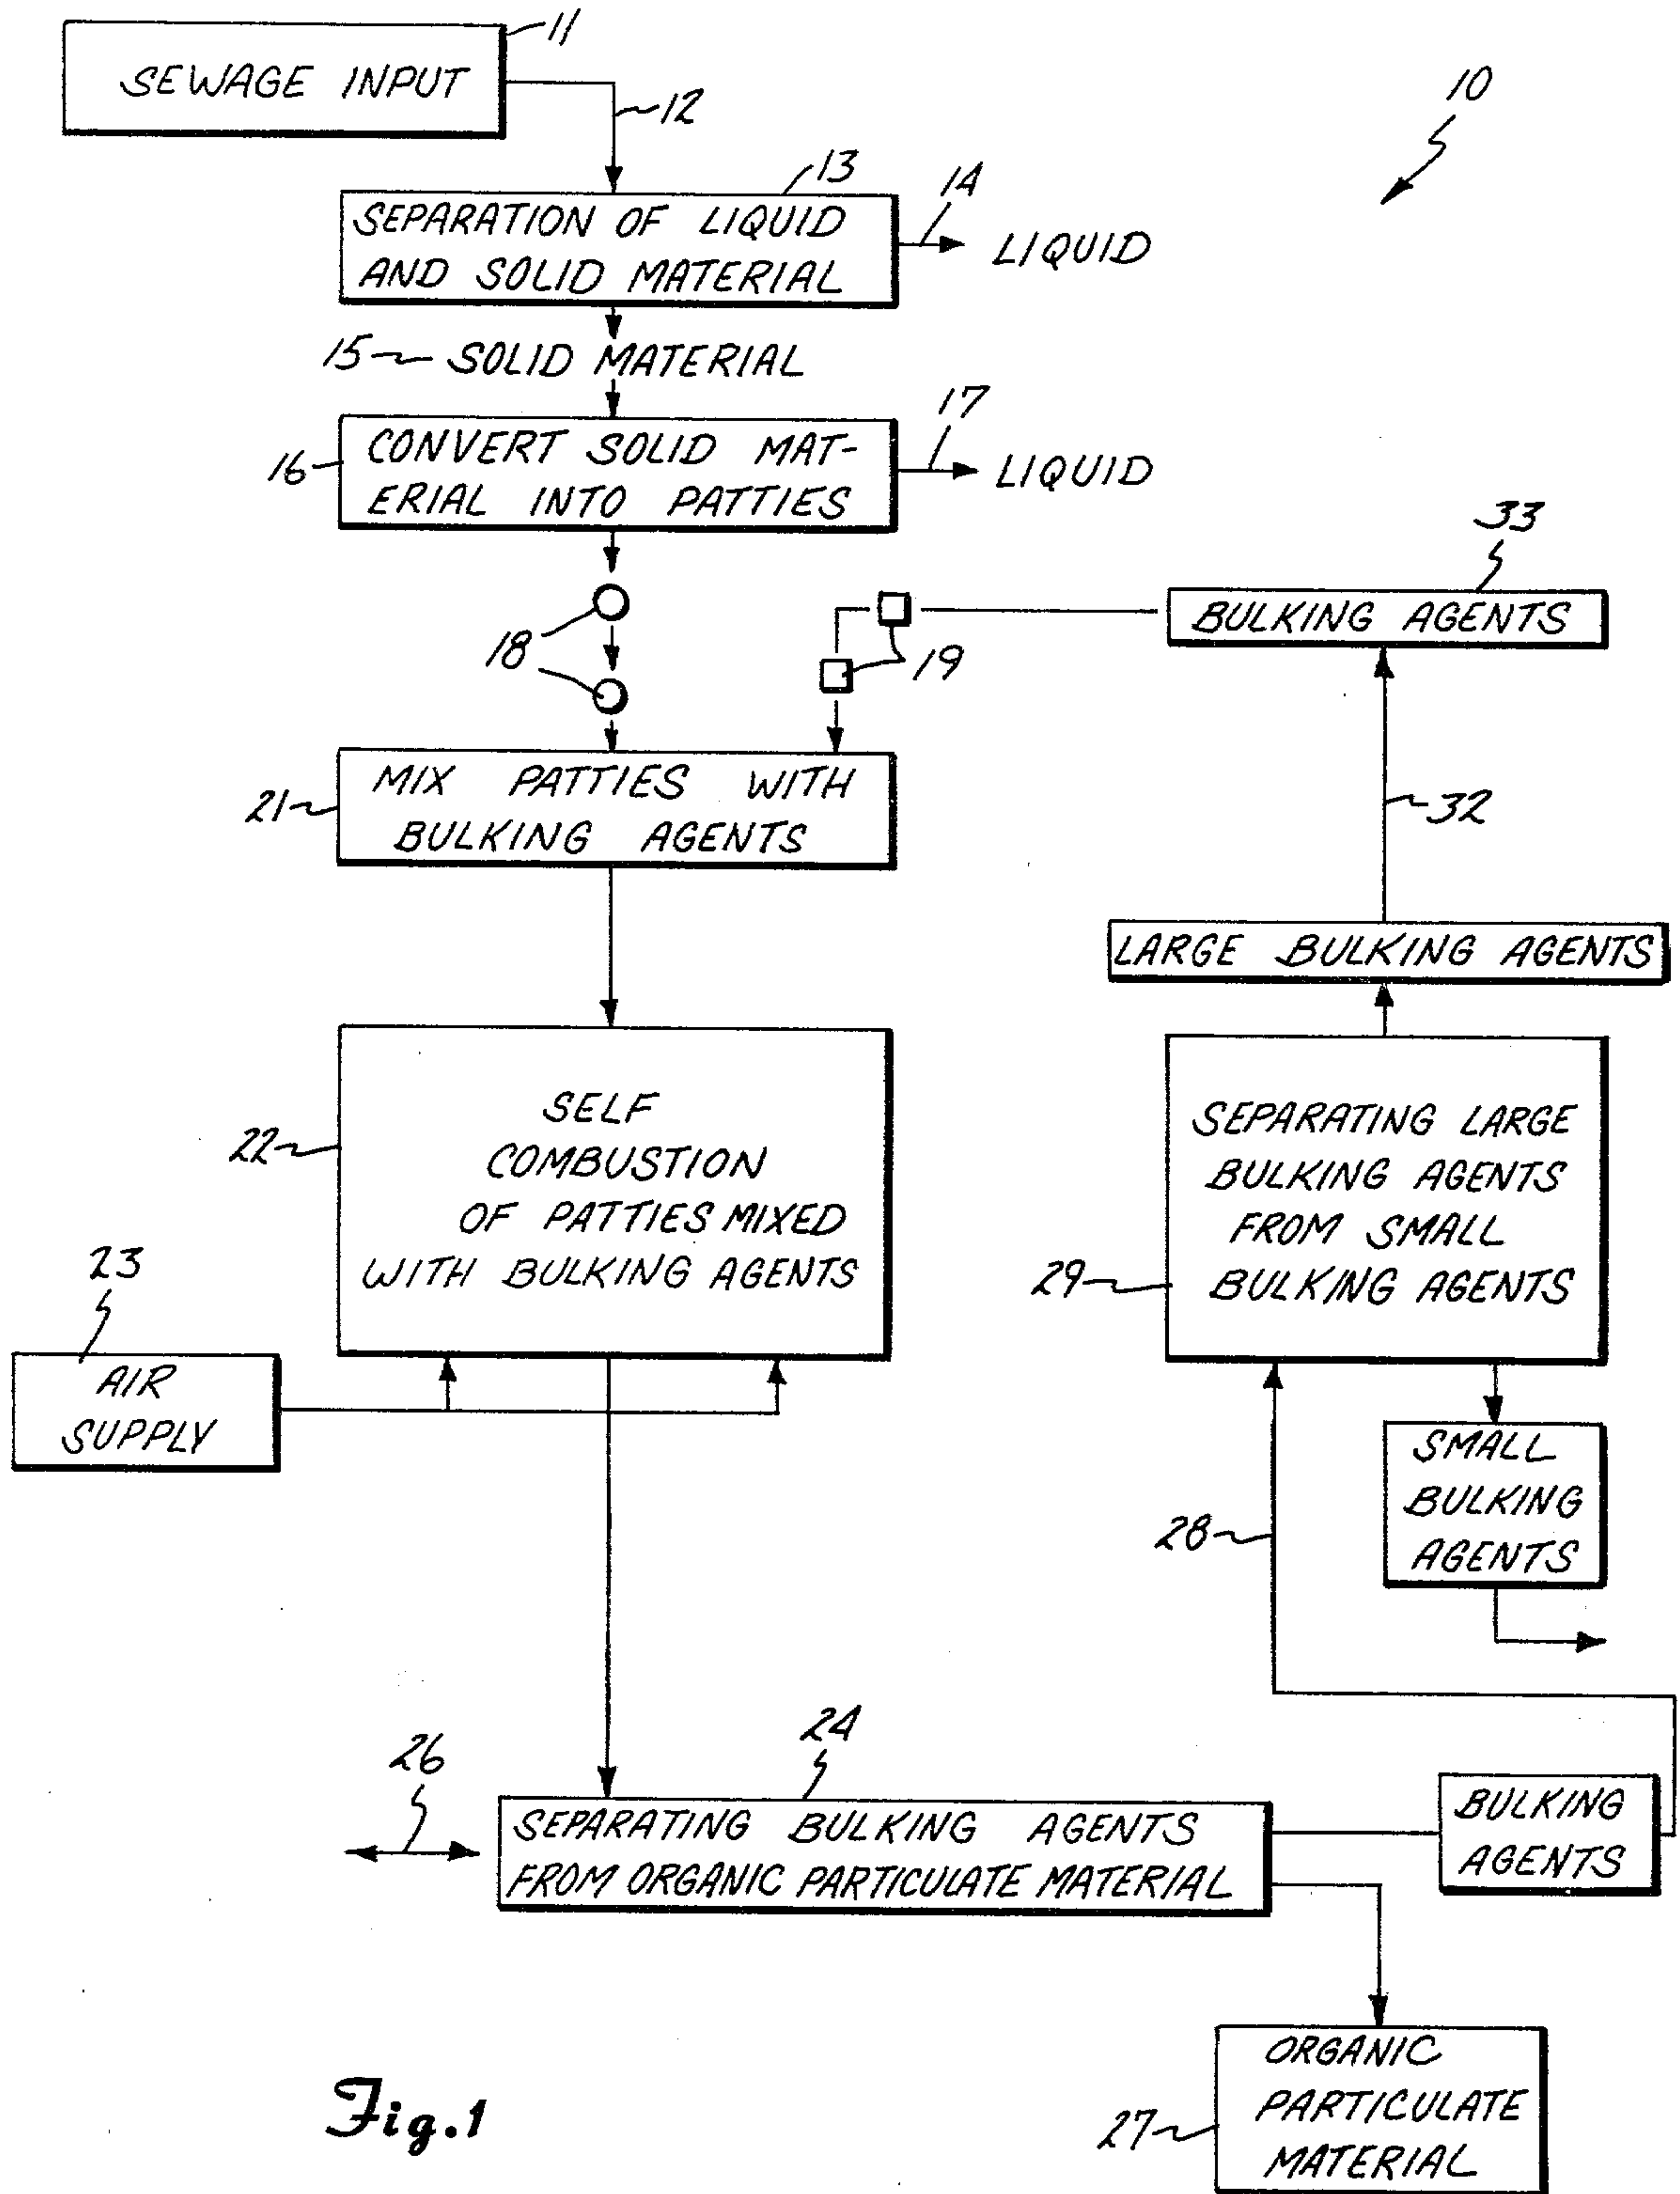 11
SEWAGE INPUT
12
10
13
SEPARATION OF LIQUID
AND SOLID MATERIAL
14
LIQUID
15
SOLID MATERIAL
16
CONVERT SOLID MAT-
ERIAL INTO PATTIES
17
LIQUID
18
19
33
BULKING AGENTS
21
MIX PATTIES WITH
BULKING AGENTS
32
LARGE BULKING AGENTS
22
SELF
COMBUSTION
OF PATTIES MIXED
WITH BULKING AGENTS
29
SEPARATING LARGE
BULKING AGENTS
FROM SMALL
BULKING AGENTS
23
AIR
SUPPLY
SMALL
BULKING
AGENTS
28
26
24
SEPARATING BULKING AGENTS
FROM ORGANIC PARTICULATE MATERIAL
BULKING
AGENTS
27
ORGANIC
PARTICULATE
MATERIAL
Fig.1